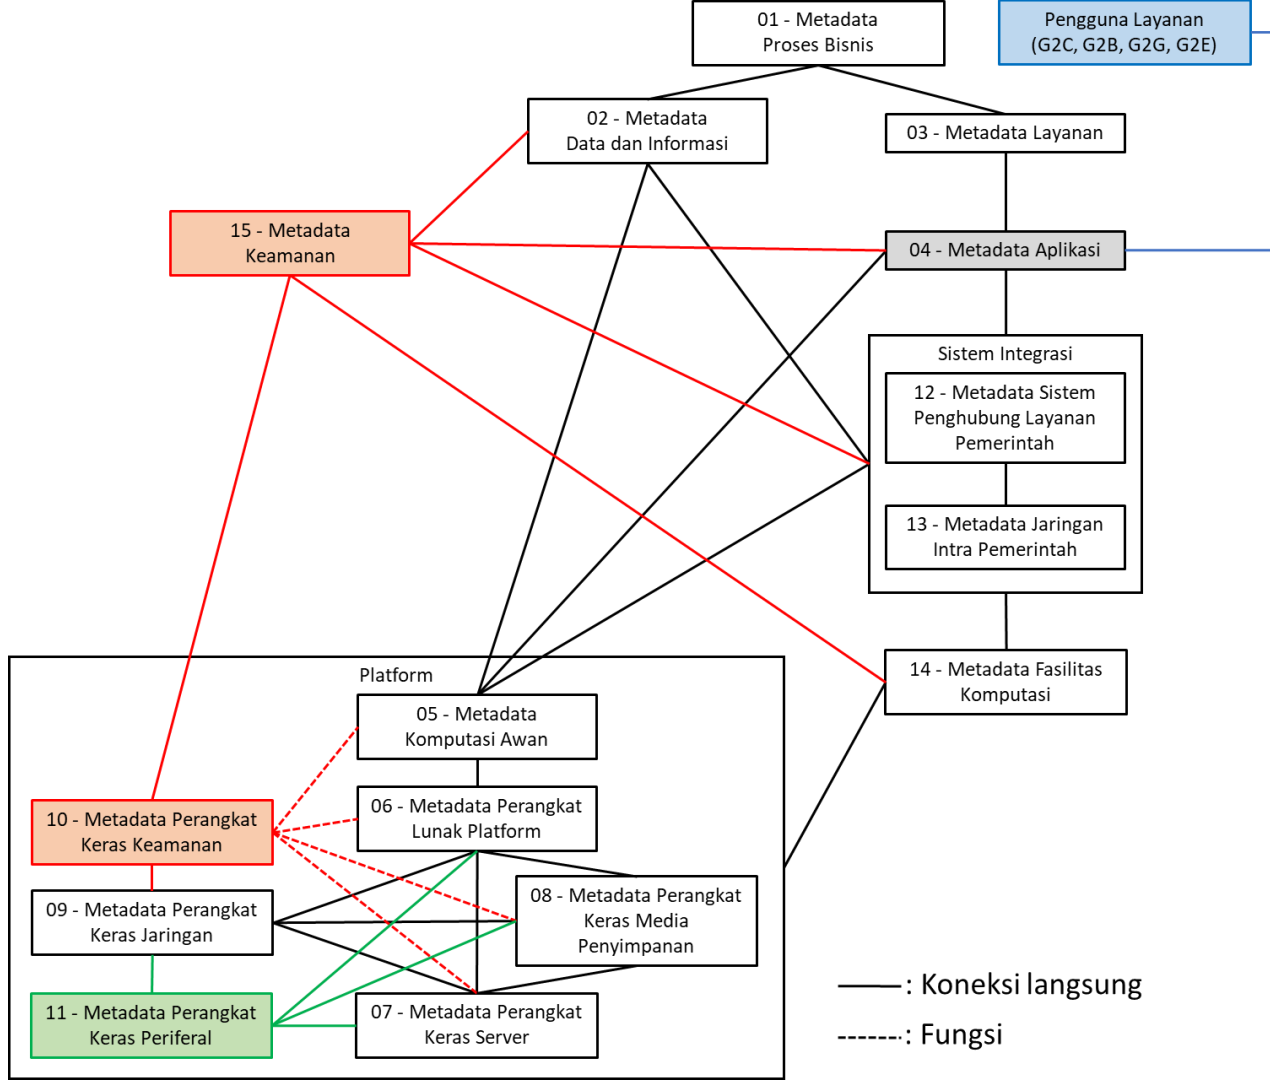 01 - Metadata
Proses Bisnis
Pengguna Layanan
(G2C, G2B, G2G, G2E)
02 - Metadata
Data dan Informasi
03 - Metadata Layanan
15 - Metadata
Keamanan
04 - Metadata Aplikasi
Sistem Integrasi
12 - Metadata Sistem
Penghubung Layanan
Pemerintah
13 - Metadata Jaringan
Intra Pemerintah
14 - Metadata Fasilitas
Komputasi
Platform
05 - Metadata
Komputasi Awan
06 - Metadata Perangkat
Lunak Platform
10 - Metadata Perangkat
Keras Keamanan
08 - Metadata Perangkat
Keras Media
Penyimpanan
09 - Metadata Perangkat
Keras Jaringan
11 - Metadata Perangkat
Keras Periferal
07 - Metadata Perangkat
Keras Server
: Koneksi langsung
: Fungsi